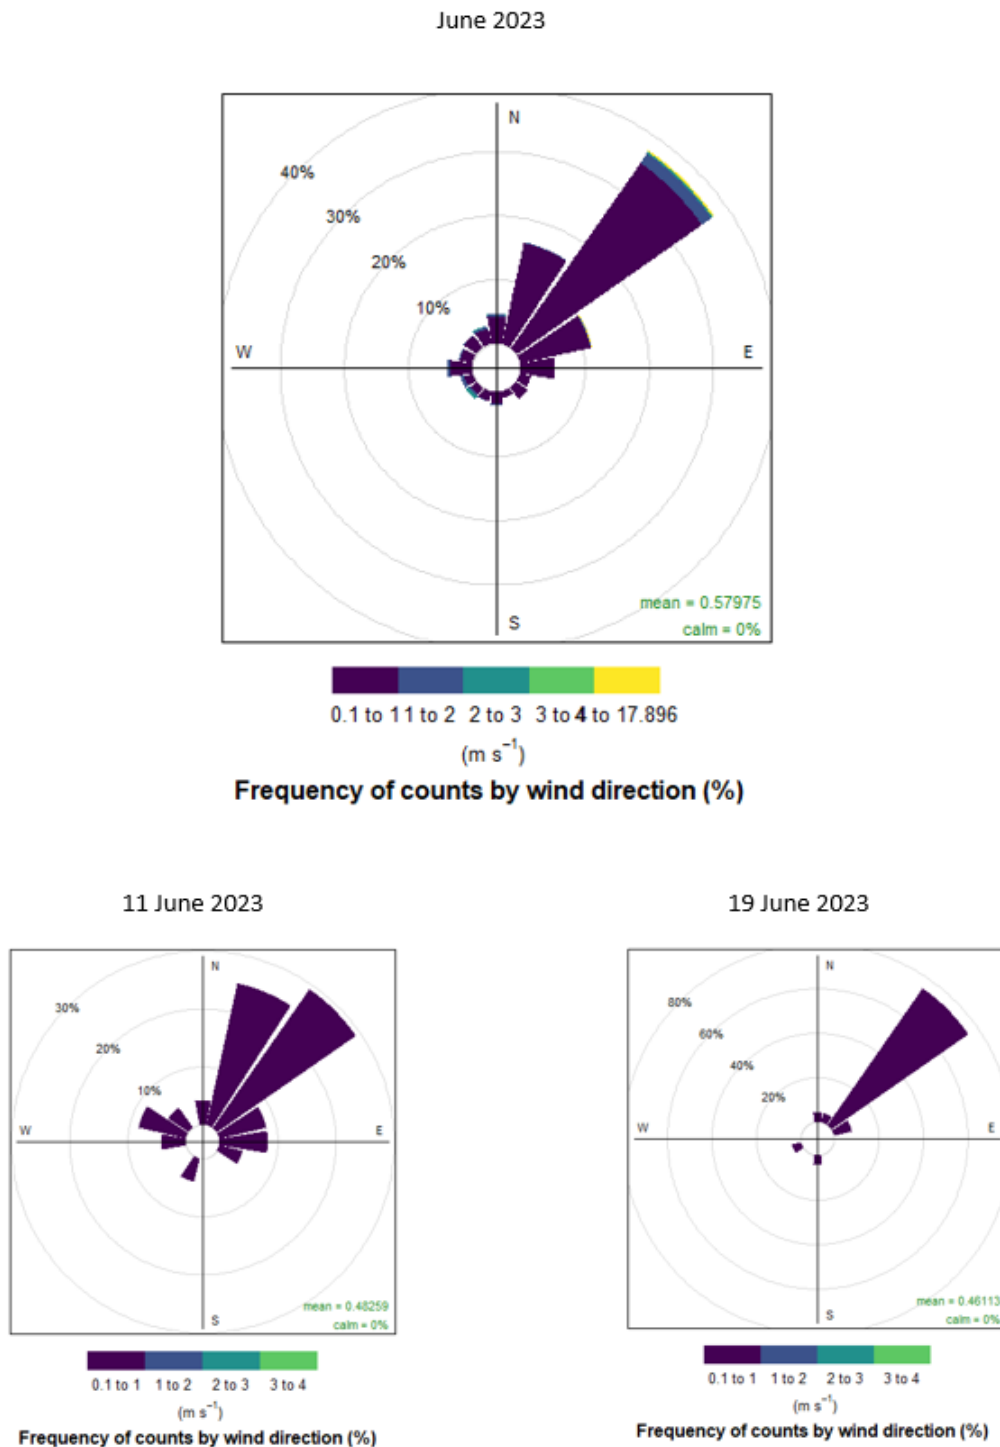 June 2023
N
40%
30%
20%
10%
W
E
S
mean = 0.57975
calm = 0%
0.1 to 1 1 to 2 2 to 3 3 to 4 to 17.896
(m s⁻¹)
Frequency of counts by wind direction (%)
11 June 2023
N
30%
20%
10%
W
E
S
mean = 0.48259
calm = 0%
0.1 to 1 1 to 2 2 to 3 3 to 4
(m s⁻¹)
Frequency of counts by wind direction (%)
19 June 2023
N
80%
60%
40%
20%
W
E
S
mean = 0.46113
calm = 0%
0.1 to 1 1 to 2 2 to 3 3 to 4
(m s⁻¹)
Frequency of counts by wind direction (%)